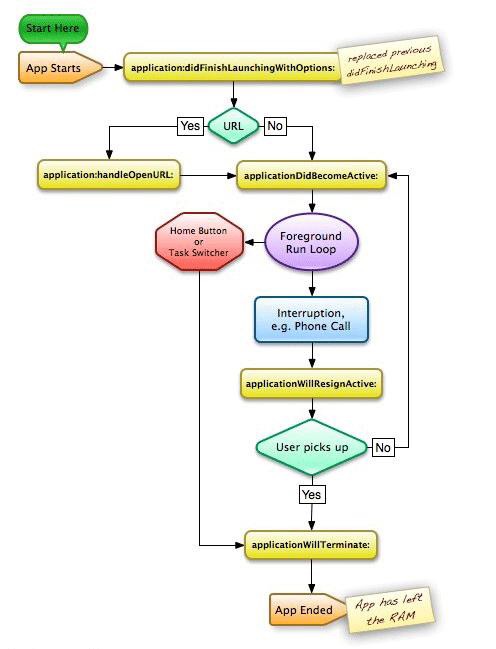 Start Here
App Starts
application:didFinishLaunchingWithOptions:
replaced previous
didFinishLaunching
URL
Yes
No
application:handleOpenURL:
applicationDidBecomeActive:
Home Button
or
Task Switcher
Foreground
Run Loop
Interruption,
e.g. Phone Call
applicationWillResignActive:
User picks up
No
Yes
applicationWillTerminate:
App Ended
App has left
the RAM